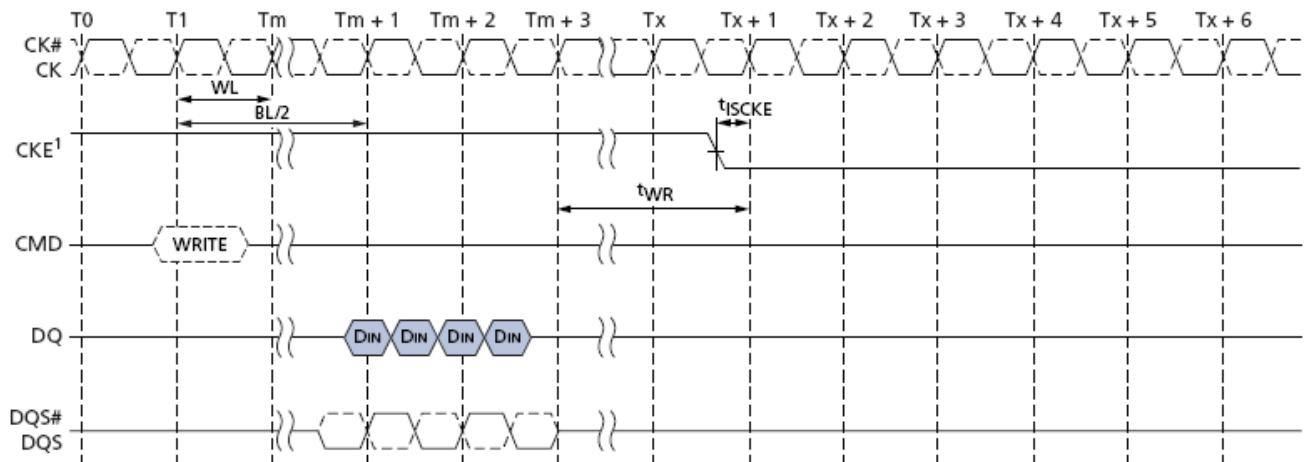 T0 T1 Tm Tm + 1 Tm + 2 Tm + 3 Tx Tx + 1 Tx + 2 Tx + 3 Tx + 4 Tx + 5 Tx + 6
CK#
CK
WL
BL/2
tISCKE
CKE1
tWR
CMD WRITE
DQ DIN DIN DIN DIN
DQS#
DQS